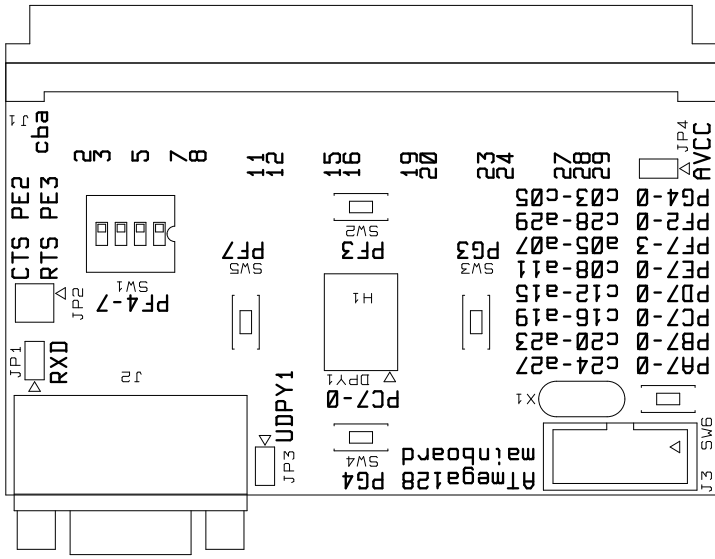 J1
cba
2
3
5
7
8
11
12
15
16
19
20
23
24
27
28
29
JP4
AVCC
CTS PE2
RTS PE3
JP2
SW1
PF4-7
PF7
SW5
SW2
PF3
PG3
SW3
PG4-0 c03-c05
PF2-0 c28-a29
PF7-3 a05-a07
PE7-0 c08-a11
PD7-0 c12-a15
PC7-0 c16-a19
PB7-0 c20-a23
PA7-0 c24-a27
H1
DPY1
PC7-0
JP1
RXD
J2
UDPY1
JP3
SW4
PG4
X1
SW6
J3
ATmega128
mainboard